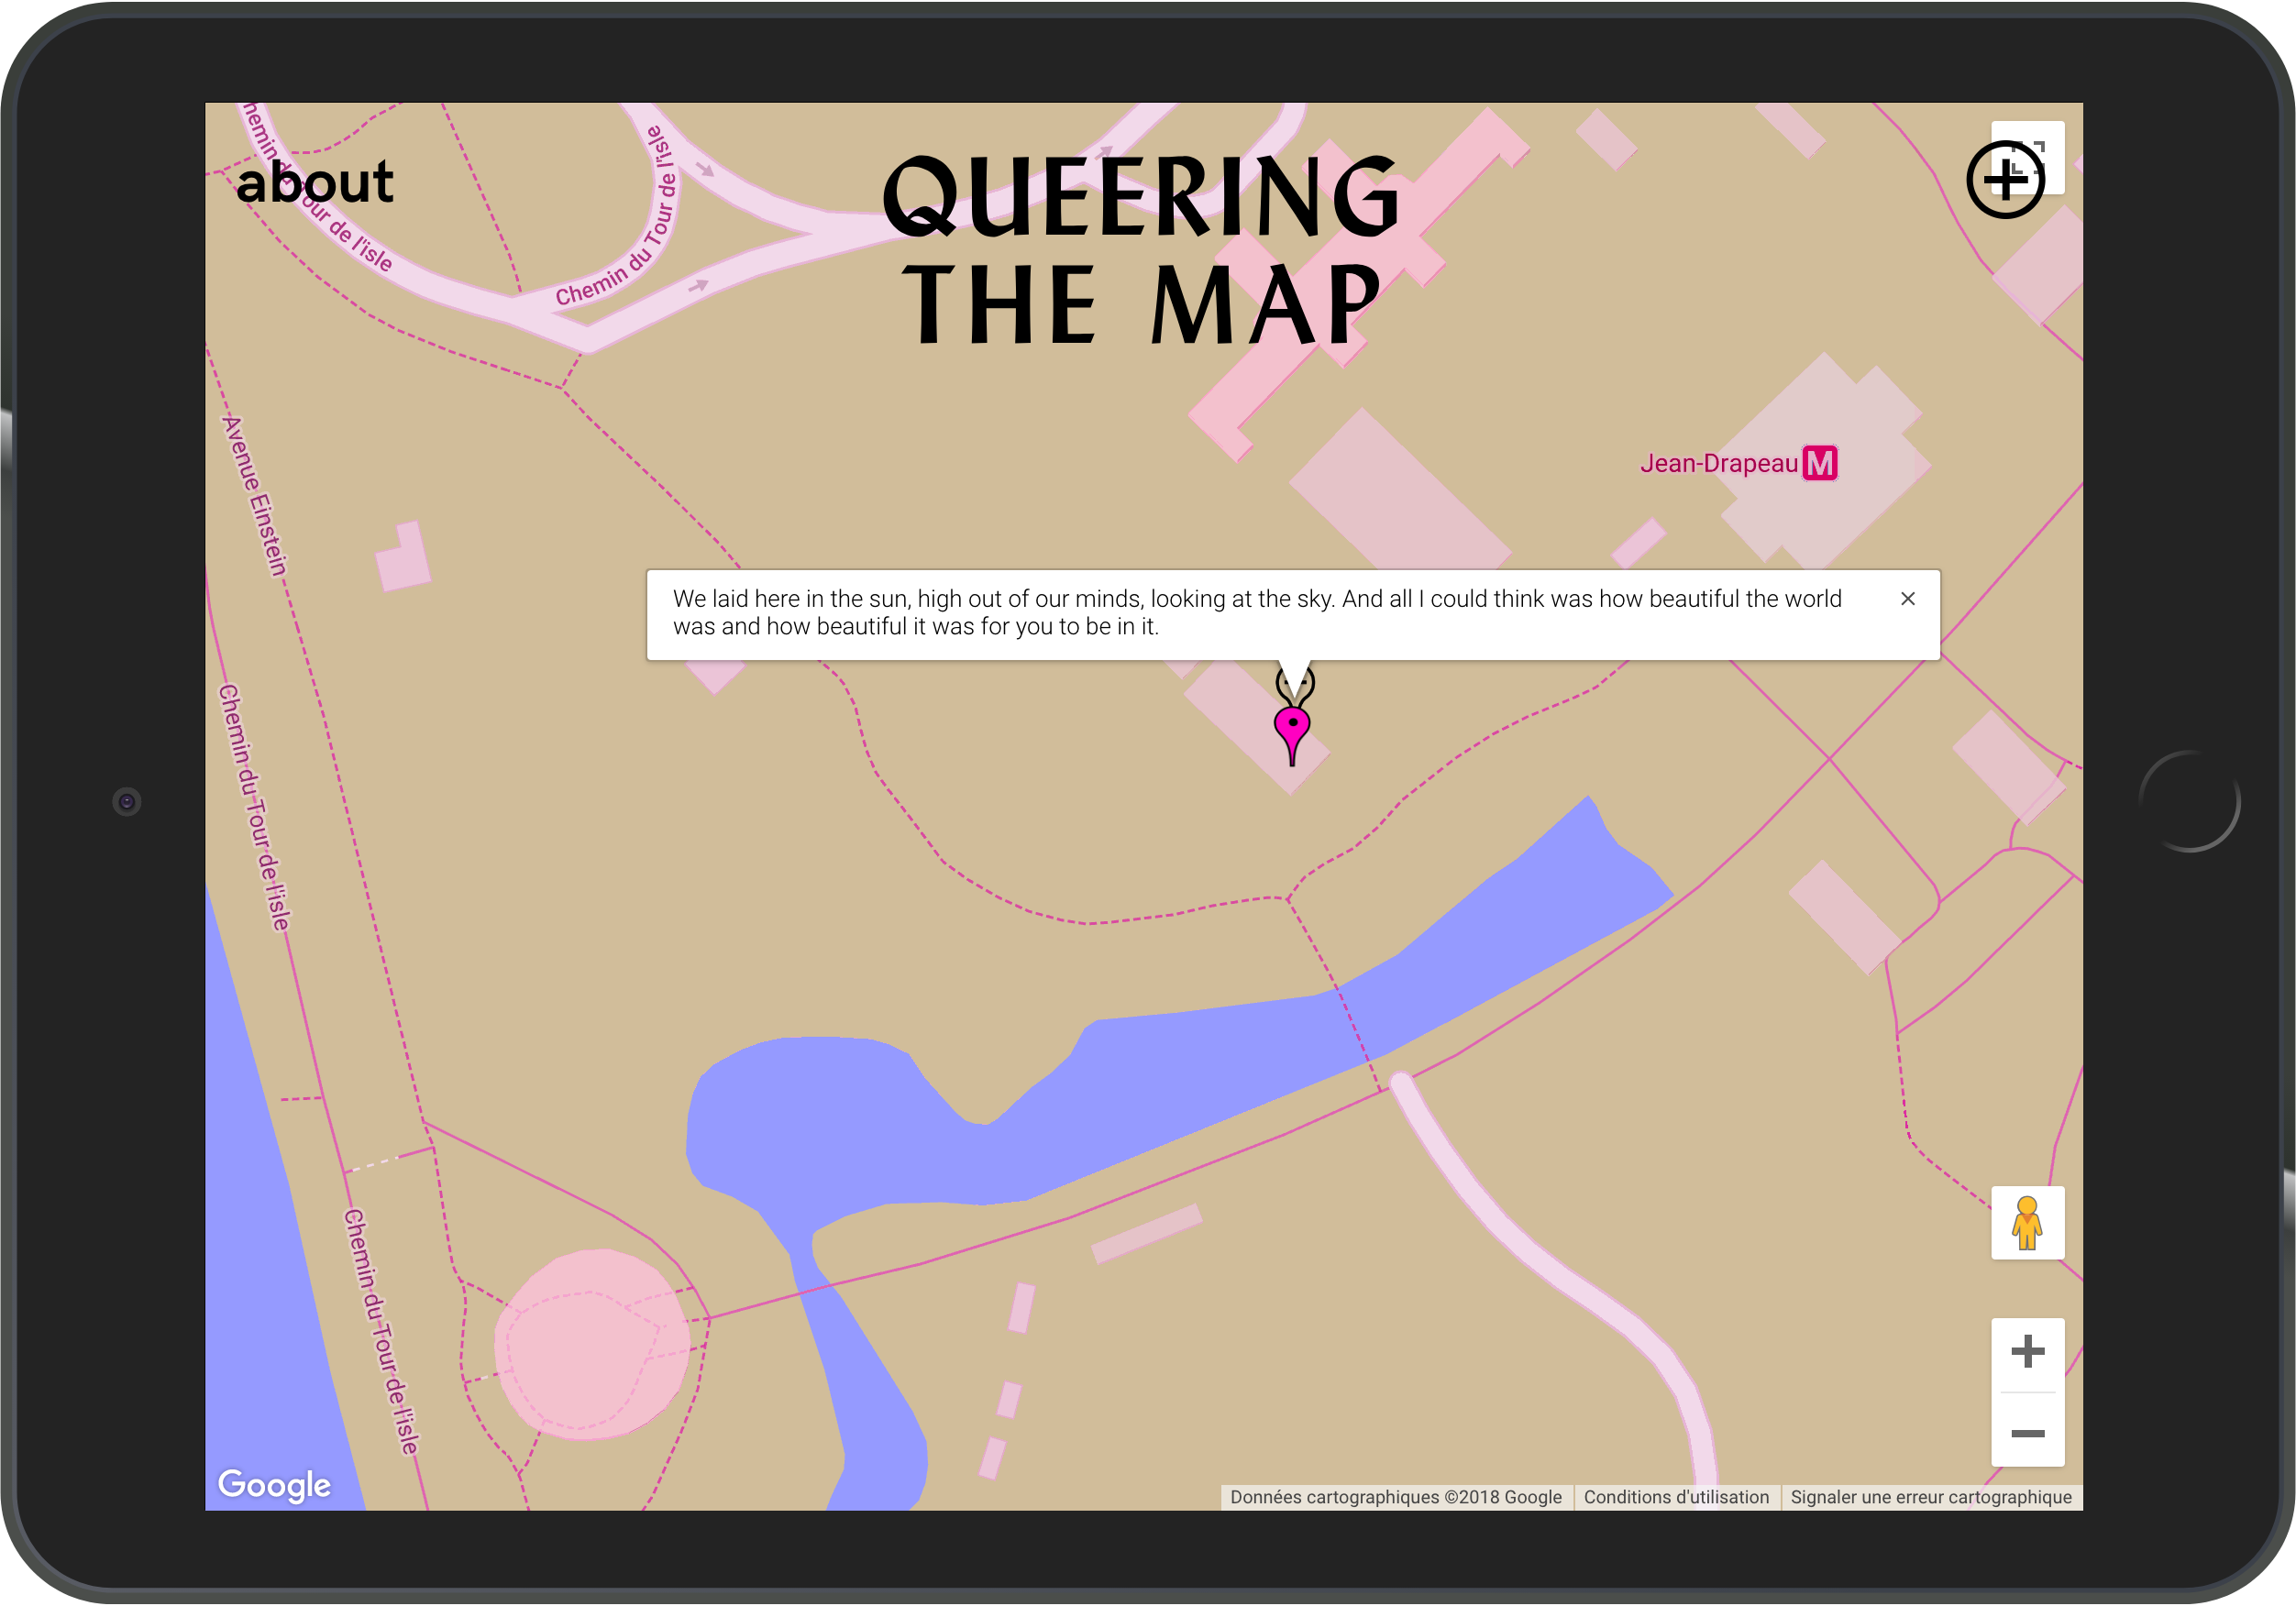 Chemin du Tour de l'isle
Chemin du Tour de l'isle
about
QUEERING
THE MAP
Avenue Einstein
Jean-Drapeau M
We laid here in the sun, high out of our minds, looking at the sky. And all I could think was how beautiful the world
was and how beautiful it was for you to be in it.
Chemin du Tour de l'isle
Chemin du Tour de l'isle
Google
Données cartographiques ©2018 Google
Conditions d'utilisation
Signaler une erreur cartographique